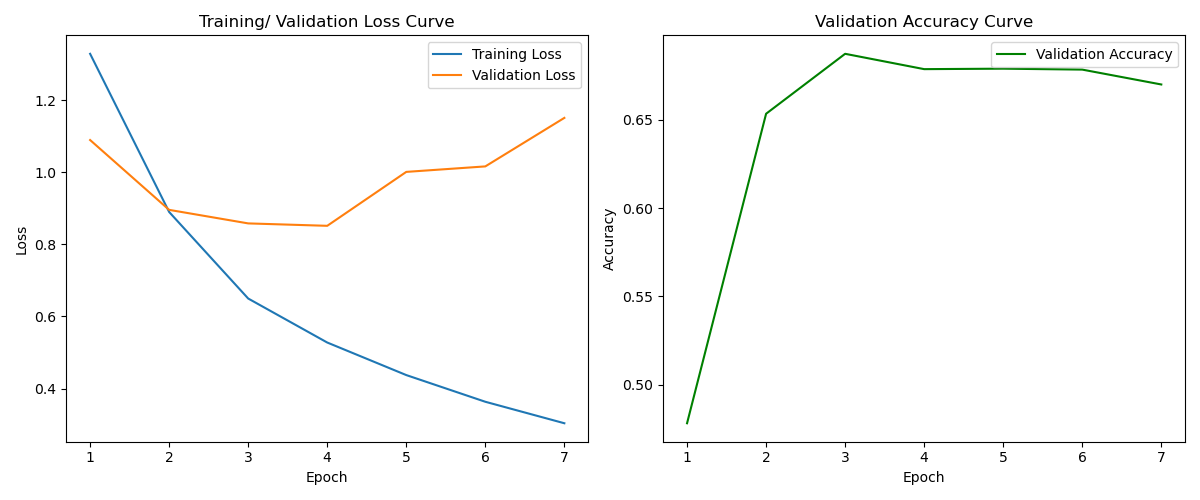 Training/ Validation Loss Curve
Training Loss
Validation Loss
1.2
1.0
0.8
0.6
0.4
Loss
1 2 3 4 5 6 7
Epoch
Validation Accuracy Curve
Validation Accuracy
0.65
0.60
0.55
0.50
Accuracy
1 2 3 4 5 6 7
Epoch